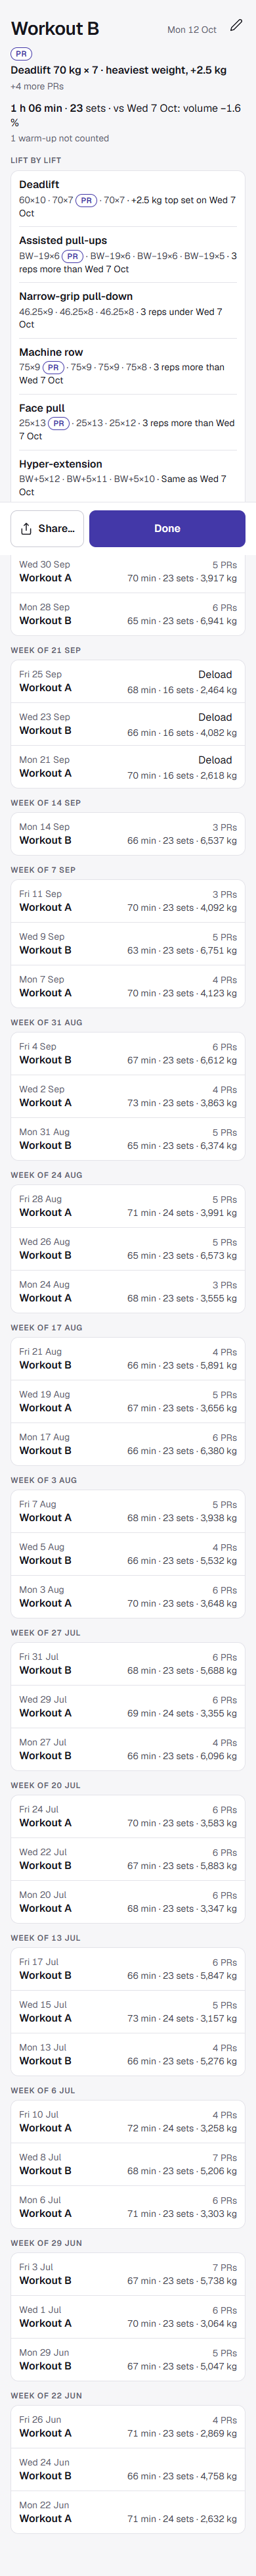 Workout B
Mon 12 Oct
PR
Deadlift 70 kg × 7 · heaviest weight, +2.5 kg
+4 more PRs
1 h 06 min · 23 sets · vs Wed 7 Oct: volume −1.6
%
1 warm-up not counted
LIFT BY LIFT
Deadlift
60×10 · 70×7 PR · 70×7 · +2.5 kg top set on Wed 7
Oct
Assisted pull-ups
BW−19×6 PR · BW−19×6 · BW−19×6 · BW−19×5 · 3
reps more than Wed 7 Oct
Narrow-grip pull-down
46.25×9 · 46.25×8 · 46.25×8 · 3 reps under Wed 7
Oct
Machine row
75×9 PR · 75×9 · 75×9 · 75×8 · 3 reps more than
Wed 7 Oct
Face pull
25×13 PR · 25×13 · 25×12 · 3 reps more than Wed
7 Oct
Hyper-extension
BW+5×12 · BW+5×11 · BW+5×10 · Same as Wed 7
Oct
Share…
Done
Wed 30 Sep
5 PRs
Workout A
70 min · 23 sets · 3,917 kg
Mon 28 Sep
6 PRs
Workout B
65 min · 23 sets · 6,941 kg
WEEK OF 21 SEP
Fri 25 Sep
Deload
Workout A
68 min · 16 sets · 2,464 kg
Wed 23 Sep
Deload
Workout B
66 min · 16 sets · 4,082 kg
Mon 21 Sep
Deload
Workout A
70 min · 16 sets · 2,618 kg
WEEK OF 14 SEP
Mon 14 Sep
3 PRs
Workout B
66 min · 23 sets · 6,537 kg
WEEK OF 7 SEP
Fri 11 Sep
3 PRs
Workout A
70 min · 23 sets · 4,092 kg
Wed 9 Sep
5 PRs
Workout B
63 min · 23 sets · 6,751 kg
Mon 7 Sep
4 PRs
Workout A
70 min · 23 sets · 4,123 kg
WEEK OF 31 AUG
Fri 4 Sep
6 PRs
Workout B
67 min · 23 sets · 6,612 kg
Wed 2 Sep
4 PRs
Workout A
73 min · 23 sets · 3,863 kg
Mon 31 Aug
5 PRs
Workout B
65 min · 23 sets · 6,374 kg
WEEK OF 24 AUG
Fri 28 Aug
5 PRs
Workout A
71 min · 24 sets · 3,991 kg
Wed 26 Aug
5 PRs
Workout B
65 min · 23 sets · 6,573 kg
Mon 24 Aug
3 PRs
Workout A
68 min · 23 sets · 3,555 kg
WEEK OF 17 AUG
Fri 21 Aug
4 PRs
Workout B
66 min · 23 sets · 5,891 kg
Wed 19 Aug
5 PRs
Workout A
67 min · 23 sets · 3,656 kg
Mon 17 Aug
6 PRs
Workout B
66 min · 23 sets · 6,380 kg
WEEK OF 3 AUG
Fri 7 Aug
5 PRs
Workout A
68 min · 23 sets · 3,938 kg
Wed 5 Aug
4 PRs
Workout B
66 min · 23 sets · 5,532 kg
Mon 3 Aug
6 PRs
Workout A
70 min · 23 sets · 3,648 kg
WEEK OF 27 JUL
Fri 31 Jul
6 PRs
Workout B
68 min · 23 sets · 5,688 kg
Wed 29 Jul
6 PRs
Workout A
69 min · 24 sets · 3,355 kg
Mon 27 Jul
4 PRs
Workout B
66 min · 23 sets · 6,096 kg
WEEK OF 20 JUL
Fri 24 Jul
6 PRs
Workout A
70 min · 23 sets · 3,583 kg
Wed 22 Jul
6 PRs
Workout B
67 min · 23 sets · 5,883 kg
Mon 20 Jul
6 PRs
Workout A
68 min · 23 sets · 3,347 kg
WEEK OF 13 JUL
Fri 17 Jul
6 PRs
Workout B
66 min · 23 sets · 5,847 kg
Wed 15 Jul
5 PRs
Workout A
73 min · 24 sets · 3,157 kg
Mon 13 Jul
4 PRs
Workout B
66 min · 23 sets · 5,276 kg
WEEK OF 6 JUL
Fri 10 Jul
4 PRs
Workout A
72 min · 24 sets · 3,258 kg
Wed 8 Jul
7 PRs
Workout B
68 min · 23 sets · 5,206 kg
Mon 6 Jul
6 PRs
Workout A
71 min · 23 sets · 3,303 kg
WEEK OF 29 JUN
Fri 3 Jul
7 PRs
Workout B
67 min · 23 sets · 5,738 kg
Wed 1 Jul
6 PRs
Workout A
70 min · 23 sets · 3,064 kg
Mon 29 Jun
5 PRs
Workout B
67 min · 23 sets · 5,047 kg
WEEK OF 22 JUN
Fri 26 Jun
4 PRs
Workout A
71 min · 23 sets · 2,869 kg
Wed 24 Jun
Workout B
66 min · 23 sets · 4,758 kg
Mon 22 Jun
Workout A
71 min · 24 sets · 2,632 kg